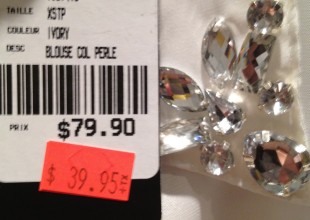 TAILLE XSTP
COULEUR IVORY
DESC BLOUSE COL PERLE
PRIX $79.90
$ 39.95